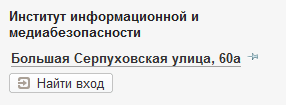 Институт информационной и
медиабезопасности
Большая Серпуховская улица, 60а
Найти вход